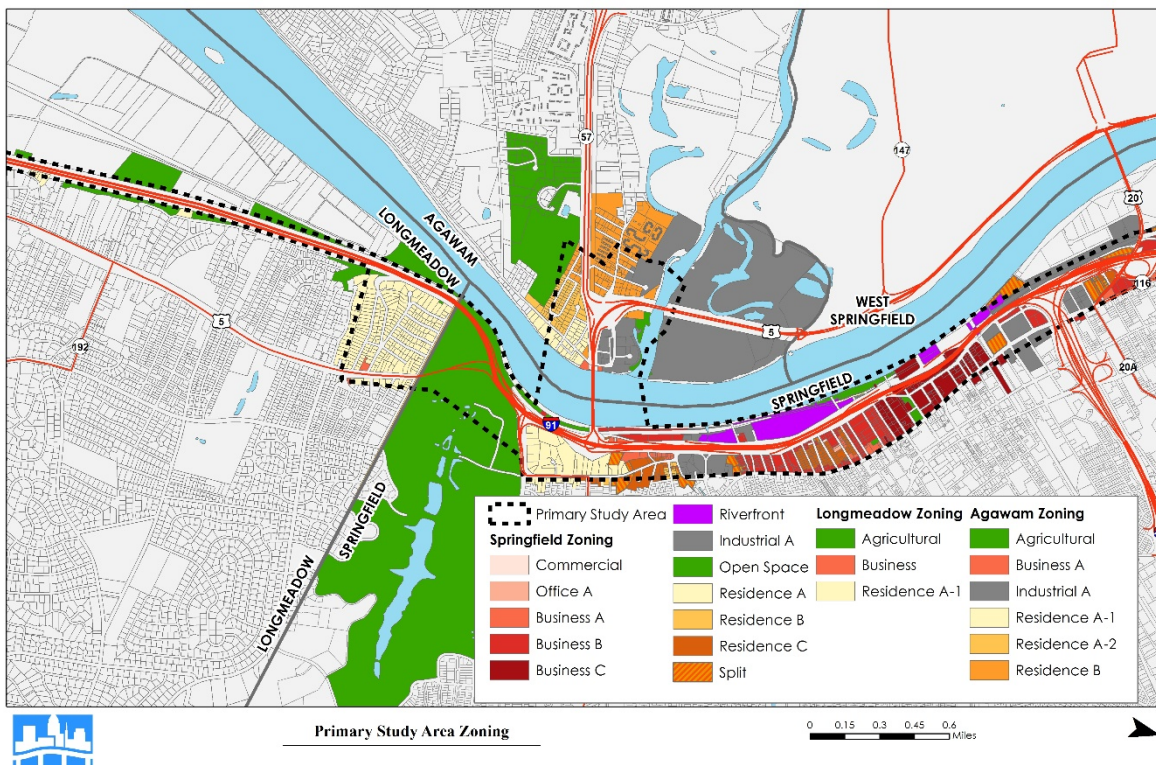 57
147
20
AGAWAM
LONGMEADOW
5
192
WEST
SPRINGFIELD
5
116
20A
SPRINGFIELD
91
SPRINGFIELD
LONGMEADOW
Primary Study Area
Springfield Zoning
Commercial
Office A
Business A
Business B
Business C
Riverfront
Industrial A
Open Space
Residence A
Residence B
Residence C
Split
Longmeadow Zoning
Agricultural
Business
Residence A-1
Agawam Zoning
Agricultural
Business A
Industrial A
Residence A-1
Residence A-2
Residence B
Primary Study Area Zoning
0 0.15 0.3 0.45 0.6
Miles